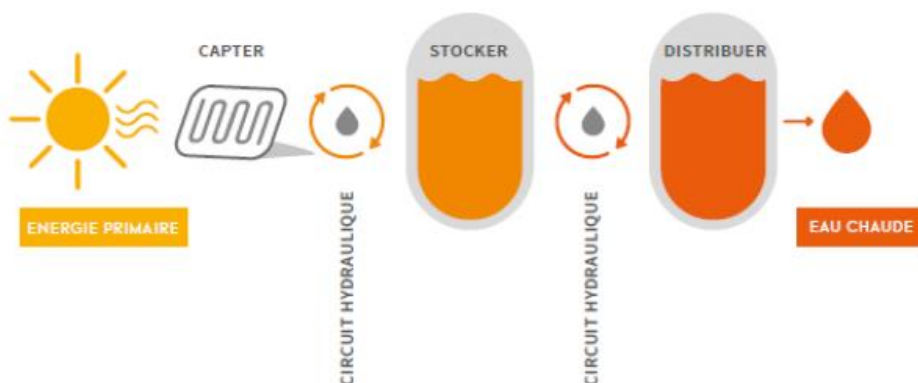 CAPTER
STOCKER
DISTRIBUER
ENERGIE PRIMAIRE
CIRCUIT HYDRAULIQUE
CIRCUIT HYDRAULIQUE
EAU CHAUDE